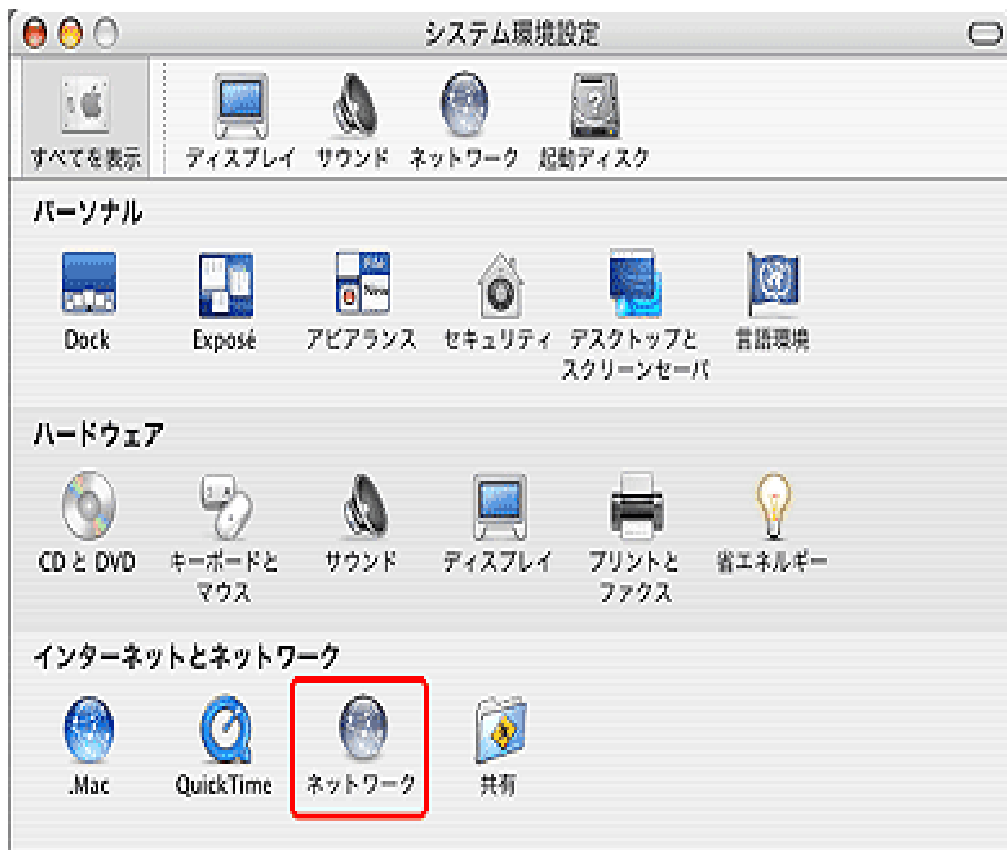 システム環境設定
すべてを表示 ディスプレイ サウンド ネットワーク 起動ディスク
パーソナル
Dock Exposé アピアランス セキュリティ デスクトップと
スクリーンセーバ 言語環境
ハードウェア
CD と DVD キーボードと
マウス サウンド ディスプレイ プリントと
ファクス 省エネルギー
インターネットとネットワーク
.Mac QuickTime ネットワーク 共有